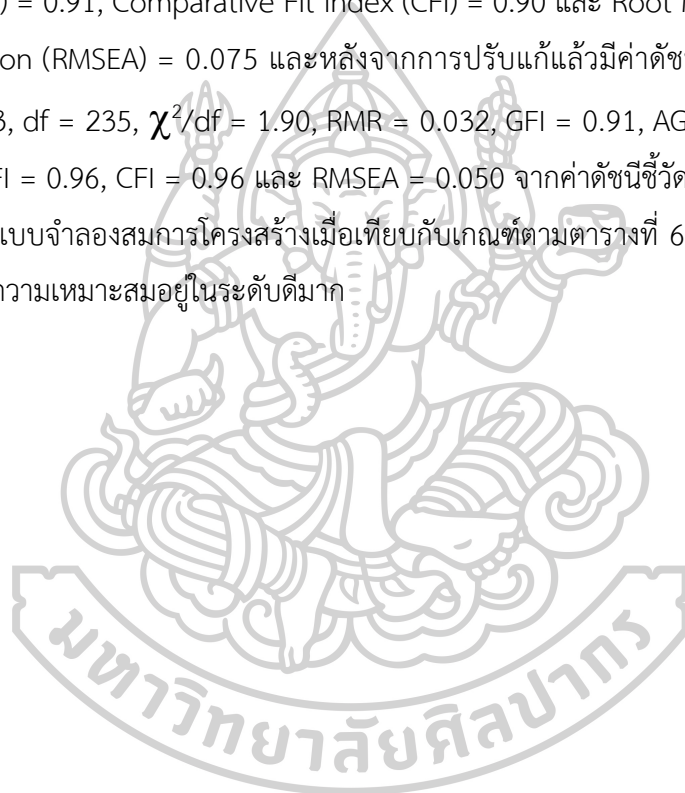 ) = 0.91, Comparative Fit Index (CFI) = 0.90 และ Root
on (RMSEA) = 0.075 และหลังจากการปรับแก้แล้วมีค่าดัช
, df = 235, χ²/df = 1.90, RMR = 0.032, GFI = 0.91, AG
FI = 0.96, CFI = 0.96 และ RMSEA = 0.050 จากค่าดัชนีชี้วัด
แบบจำลองสมการโครงสร้างเมื่อเทียบกับเกณฑ์ตามตารางที่ 6
วามเหมาะสมอยู่ในระดับดีมาก
มหาวิทยาลัยศิลปากร